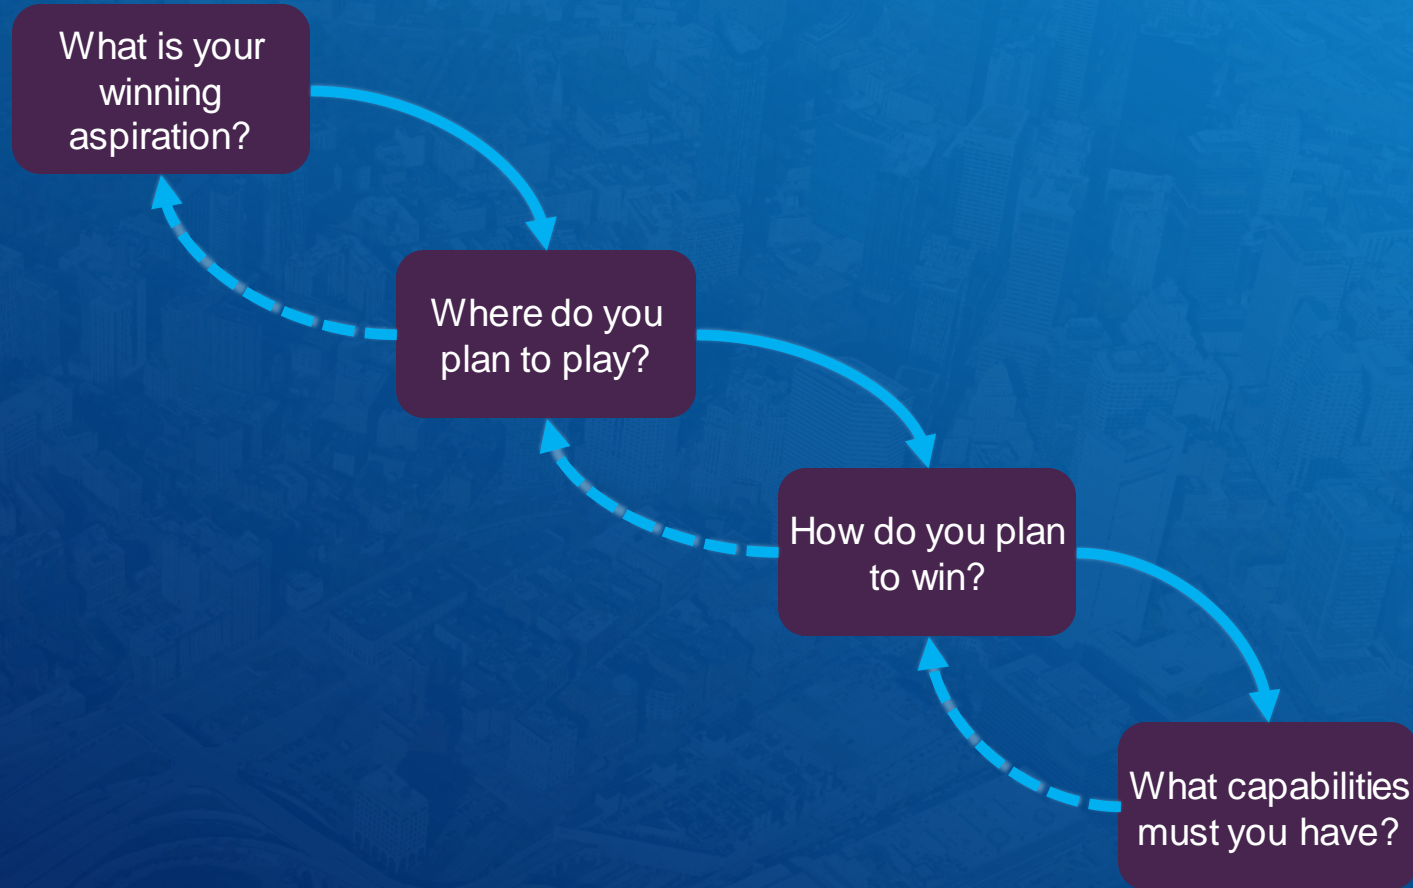 What is your
winning
aspiration?
Where do you
plan to play?
How do you plan
to win?
What capabilities
must you have?